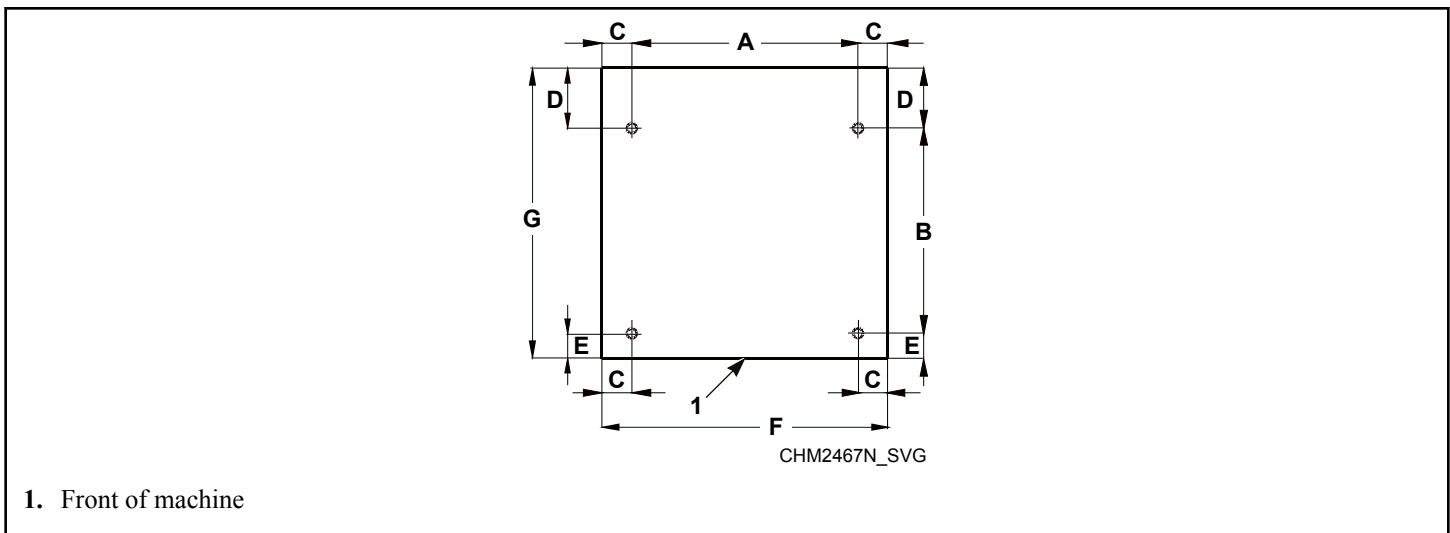 C A C
D D
G B
E E
C C
1
F
CHM2467N_SVG
1. Front of machine